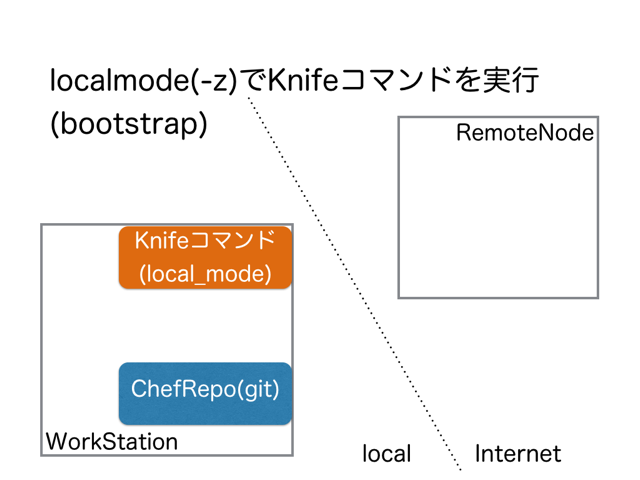 localmode(-z)でKnifeコマンドを実行
(bootstrap)
RemoteNode
Knifeコマンド
(local_mode)
ChefRepo(git)
WorkStation
local
Internet